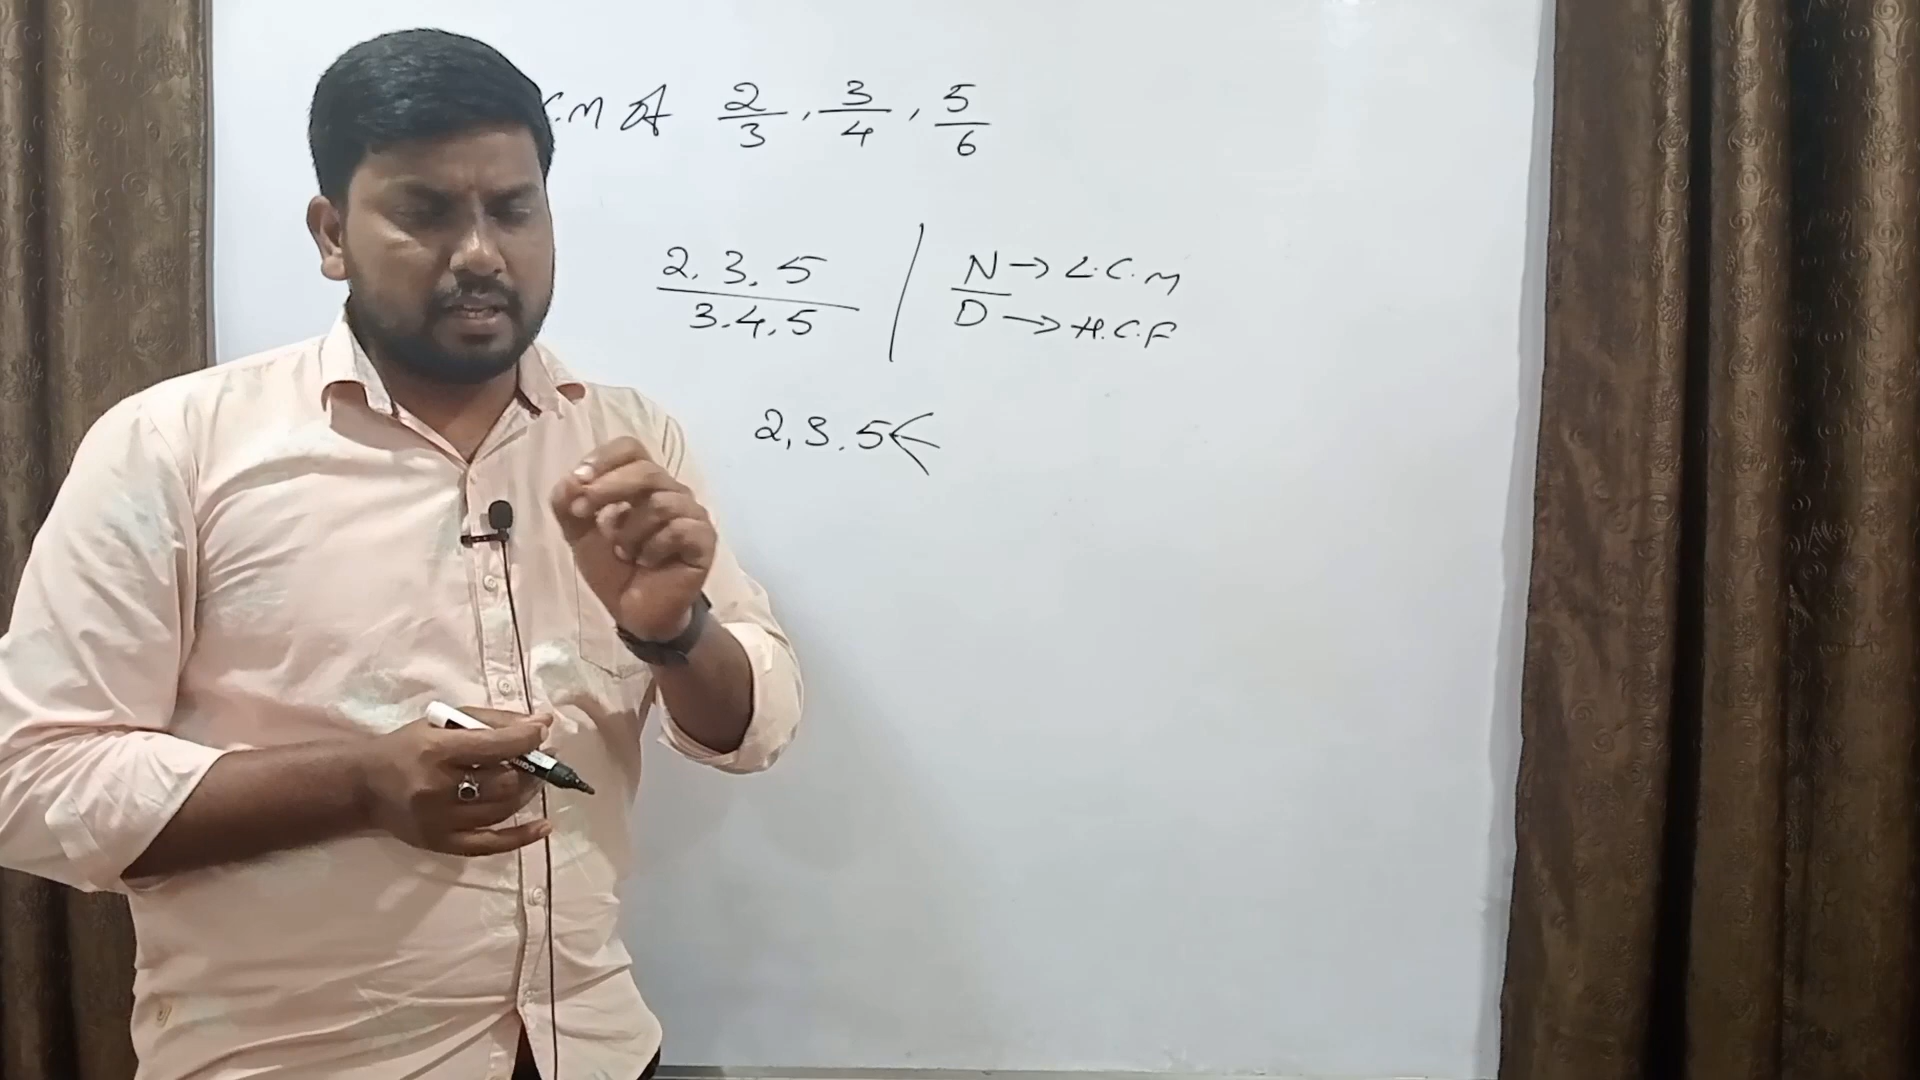 C.M of 2/3, 3/4, 5/6
2. 3. 5 / 3.4.5
N → L.C.M
D → H.C.F
2, 3. 5